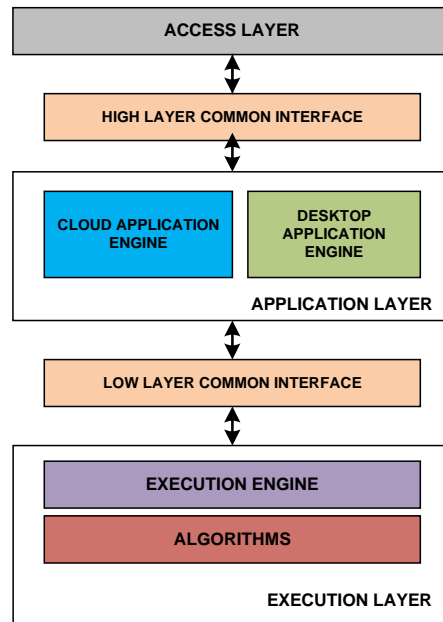 ACCESS LAYER
HIGH LAYER COMMON INTERFACE
CLOUD APPLICATION
ENGINE
DESKTOP
APPLICATION
ENGINE
APPLICATION LAYER
LOW LAYER COMMON INTERFACE
EXECUTION ENGINE
ALGORITHMS
EXECUTION LAYER